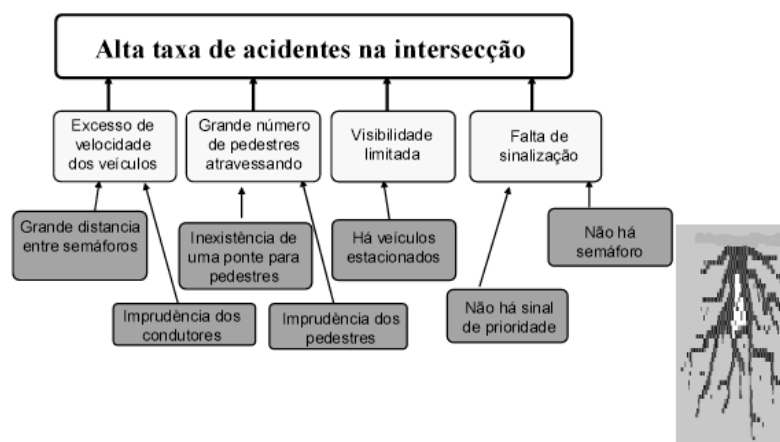 Alta taxa de acidentes na intersecção
Excesso de
velocidade
dos veículos
Grande número
de pedestres
atravessando
Visibilidade
limitada
Falta de
sinalização
Grande distancia
entre semáforos
Inexistência de
uma ponte para
pedestres
Há veículos
estacionados
Não há
semáforo
Imprudência dos
condutores
Imprudência dos
pedestres
Não há sinal
de prioridade